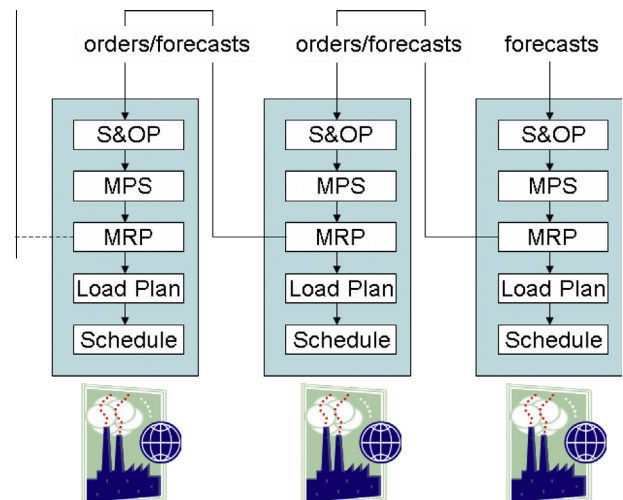 orders/forecasts
orders/forecasts
forecasts
S&OP
MPS
MRP
Load Plan
Schedule
S&OP
MPS
MRP
Load Plan
Schedule
S&OP
MPS
MRP
Load Plan
Schedule